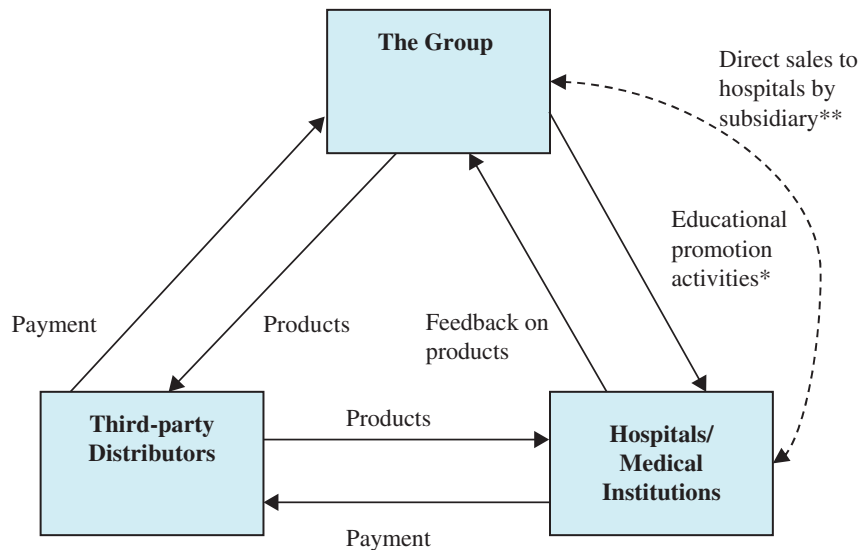 The Group
Direct sales to
hospitals by
subsidiary**
Educational
promotion
activities*
Payment
Products
Feedback on
products
Third-party
Distributors
Products
Hospitals/
Medical
Institutions
Payment